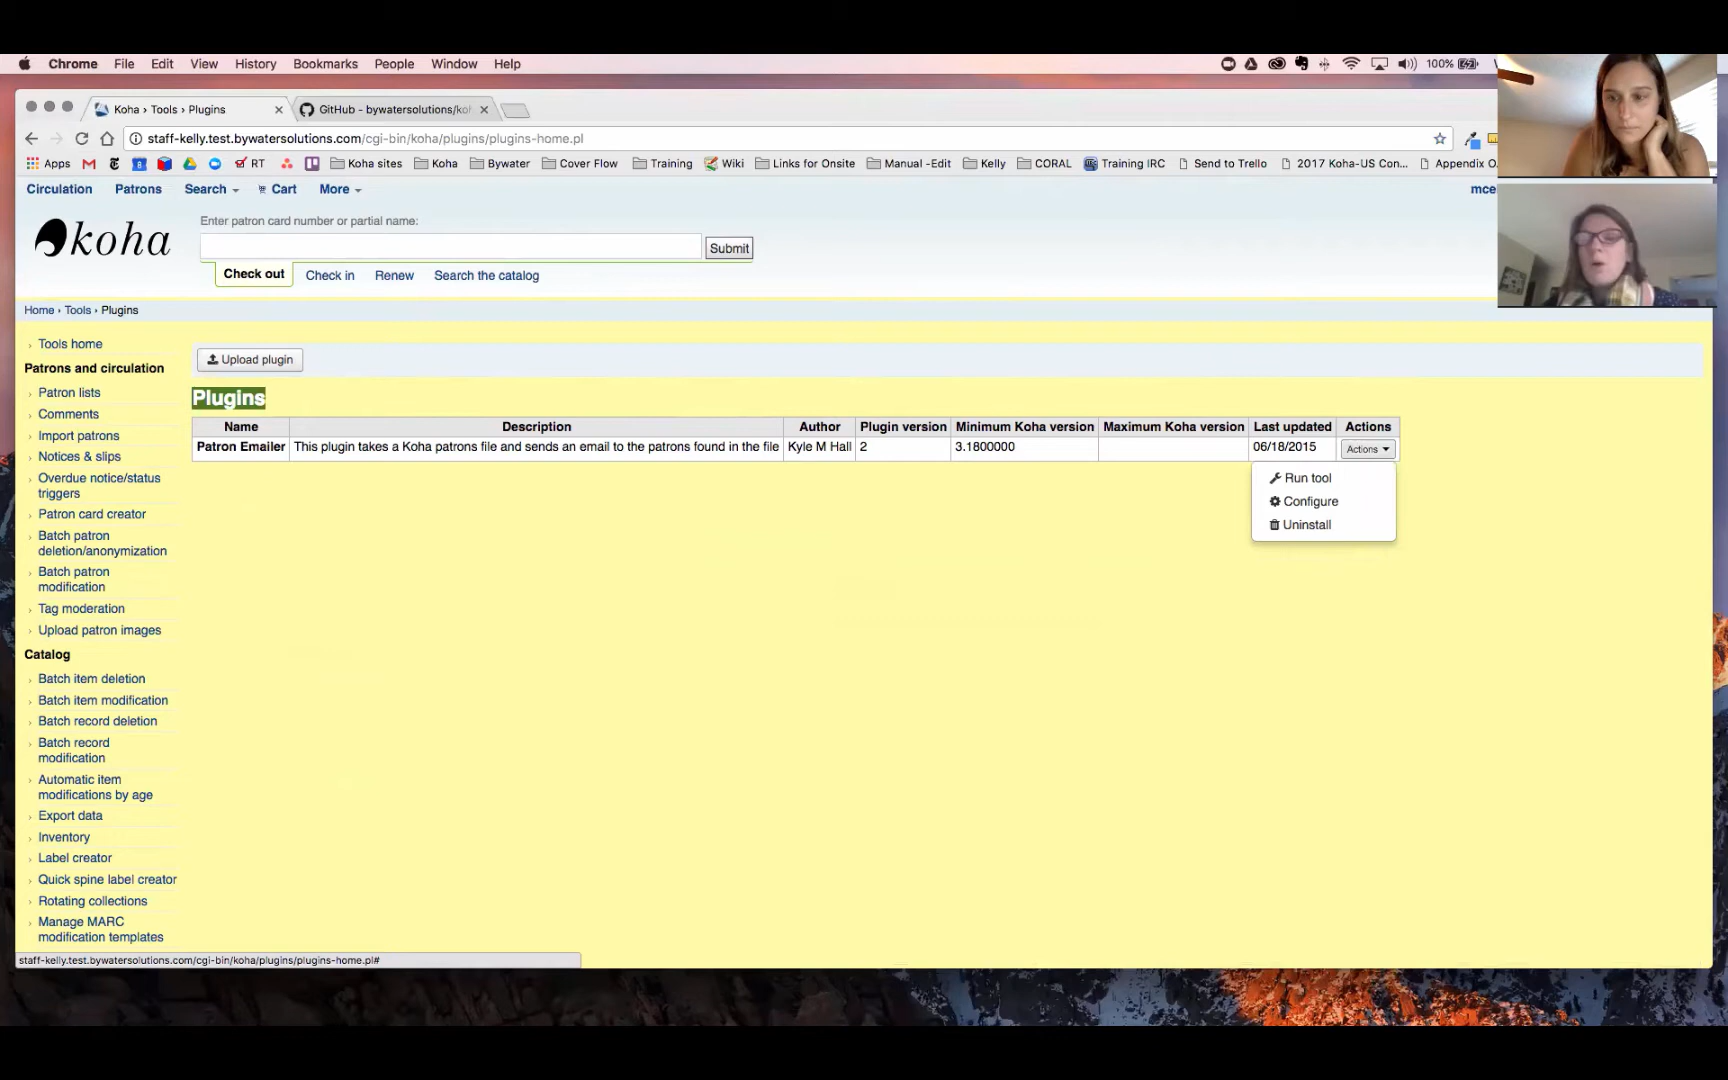 Chrome File Edit View History Bookmarks People Window Help 100%
Koha › Tools › Plugins × GitHub - bywatersolutions/koh ×
staff-kelly.test.bywatersolutions.com/cgi-bin/koha/plugins/plugins-home.pl
Apps RT Koha sites Koha Bywater Cover Flow Training Wiki Links for Onsite Manual -Edit Kelly CORAL Training IRC Send to Trello 2017 Koha-US Con... Appendix O
Circulation Patrons Search Cart More mce
Enter patron card number or partial name:
koha
Submit
Check out Check in Renew Search the catalog
Home › Tools › Plugins
Tools home
Patrons and circulation
Patron lists
Comments
Import patrons
Notices & slips
Overdue notice/status
triggers
Patron card creator
Batch patron
deletion/anonymization
Batch patron
modification
Tag moderation
Upload patron images
Catalog
Batch item deletion
Batch item modification
Batch record deletion
Batch record
modification
Automatic item
modifications by age
Export data
Inventory
Label creator
Quick spine label creator
Rotating collections
Manage MARC
modification templates
Upload plugin
Plugins
Name Description Author Plugin version Minimum Koha version Maximum Koha version Last updated Actions
Patron Emailer This plugin takes a Koha patrons file and sends an email to the patrons found in the file Kyle M Hall 2 3.1800000 06/18/2015 Actions
Run tool
Configure
Uninstall
staff-kelly.test.bywatersolutions.com/cgi-bin/koha/plugins/plugins-home.pl#